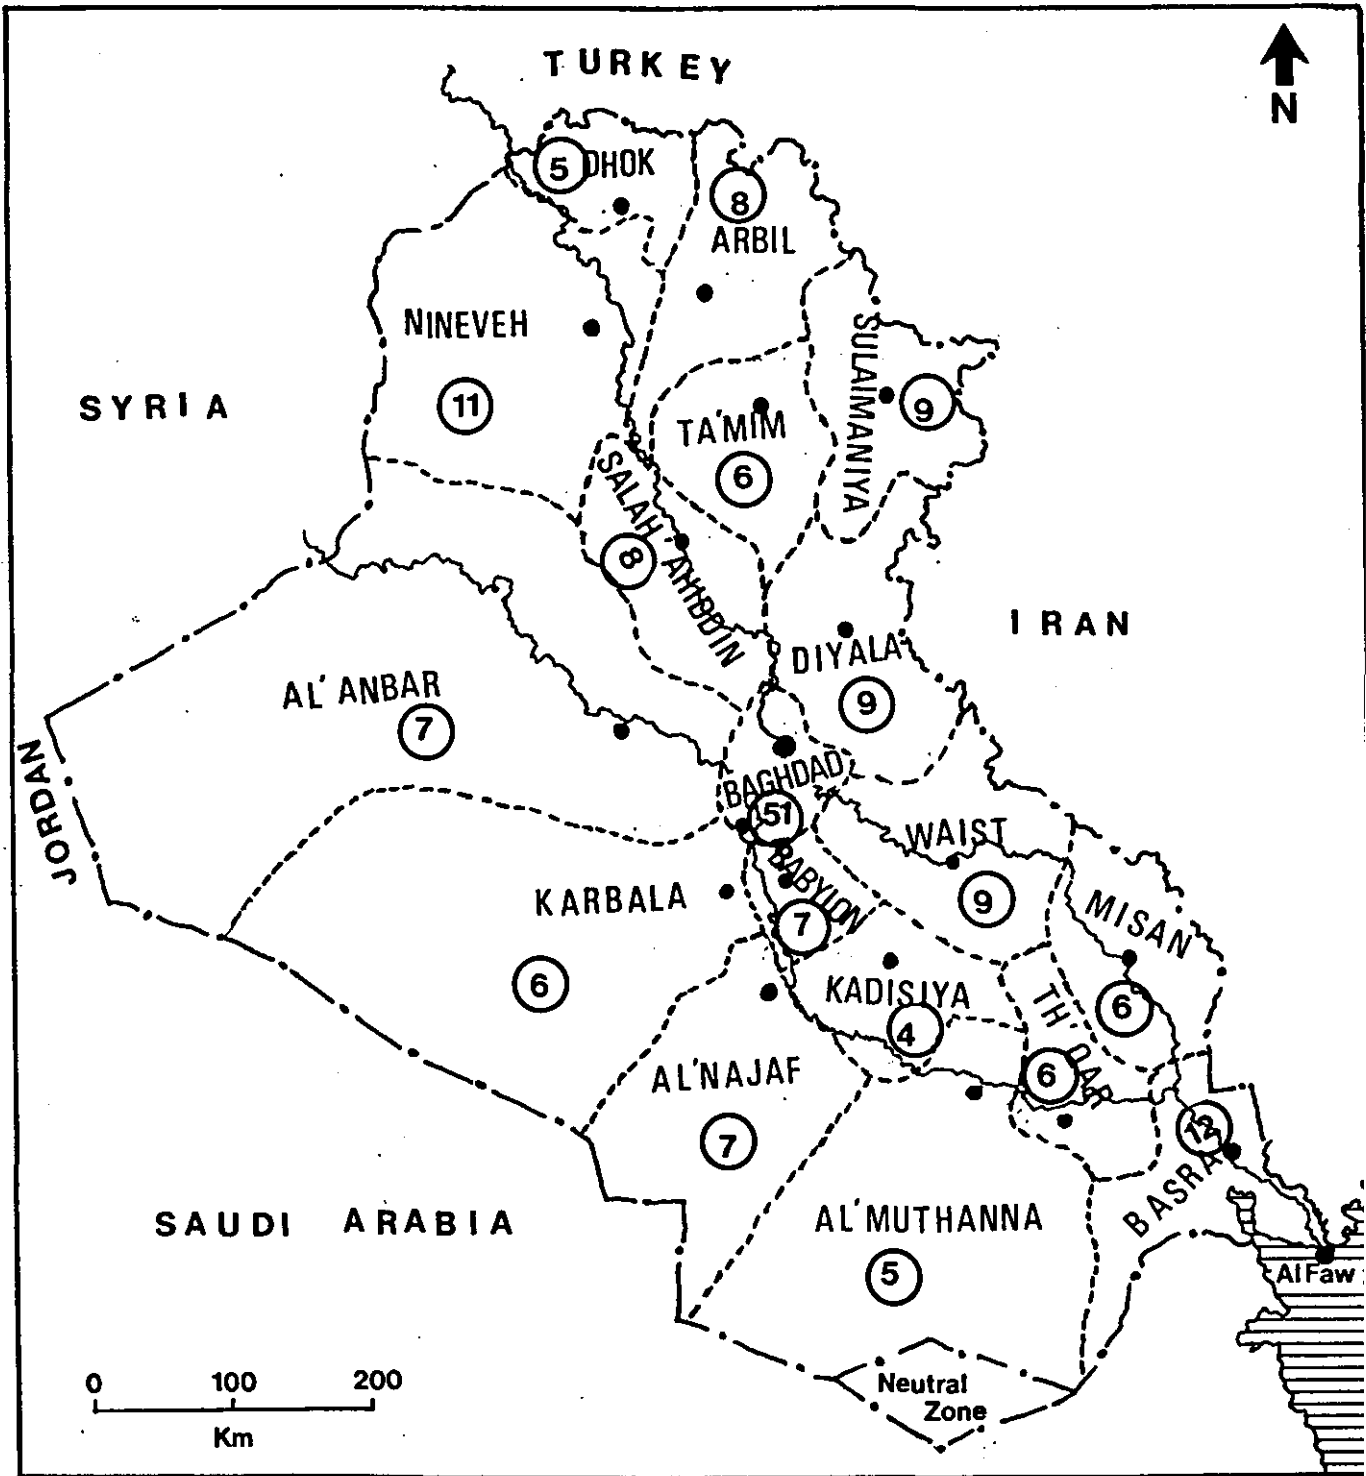 TURKEY
N
5 DHOK
8
ARBIL
NINEVEH
SULAIMANIYA
SYRIA
11
9
TA'MIM
6
SALAH'AHIDDIN
8
IRAN
DIYALA
AL'ANBAR
9
7
JORDAN
BAGHDAD
51
WAIST
BABYLON
KARBALA
9
MISAN
7
6
KADISIYA
TH-QAR
6
4
AL'NAJAF
6
7
12
BASRA
SAUDI ARABIA
AL'MUTHANNA
5
Al Faw
0 100 200
Km
Neutral
Zone